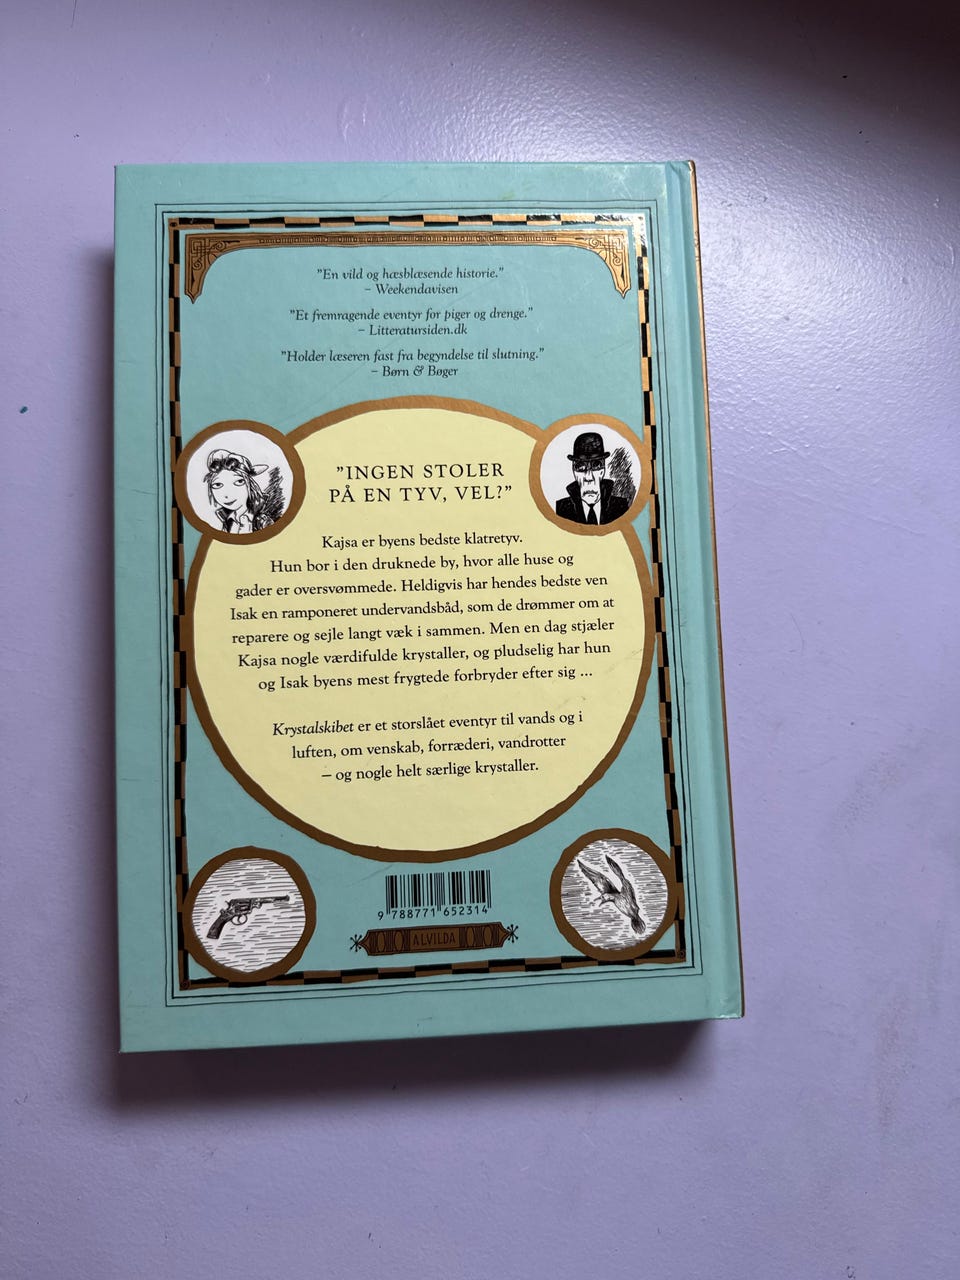 ”En vild og hæsblæsende historie.”
– Weekendavisen
”Et fremragende eventyr for piger og drenge.”
– Litteratursiden.dk
”Holder læseren fast fra begyndelse til slutning.”
– Børn & Bøger
”INGEN STOLER
PÅ EN TYV, VEL?”
Kajsa er byens bedste klatretyv.
Hun bor i den druknede by, hvor alle huse og
gader er oversvømmede. Heldigvis har hendes bedste ven
Isak en ramponeret undervandsbåd, som de drømmer om at
reparere og sejle langt væk i sammen. Men en dag stjæler
Kajsa nogle værdifulde krystaller, og pludselig har hun
og Isak byens mest frygtede forbryder efter sig ...
Krystalskibet er et storslået eventyr til vands og i
luften, om venskab, forræderi, vandrotter
– og nogle helt særlige krystaller.
9 788771 652314
ALVILDA